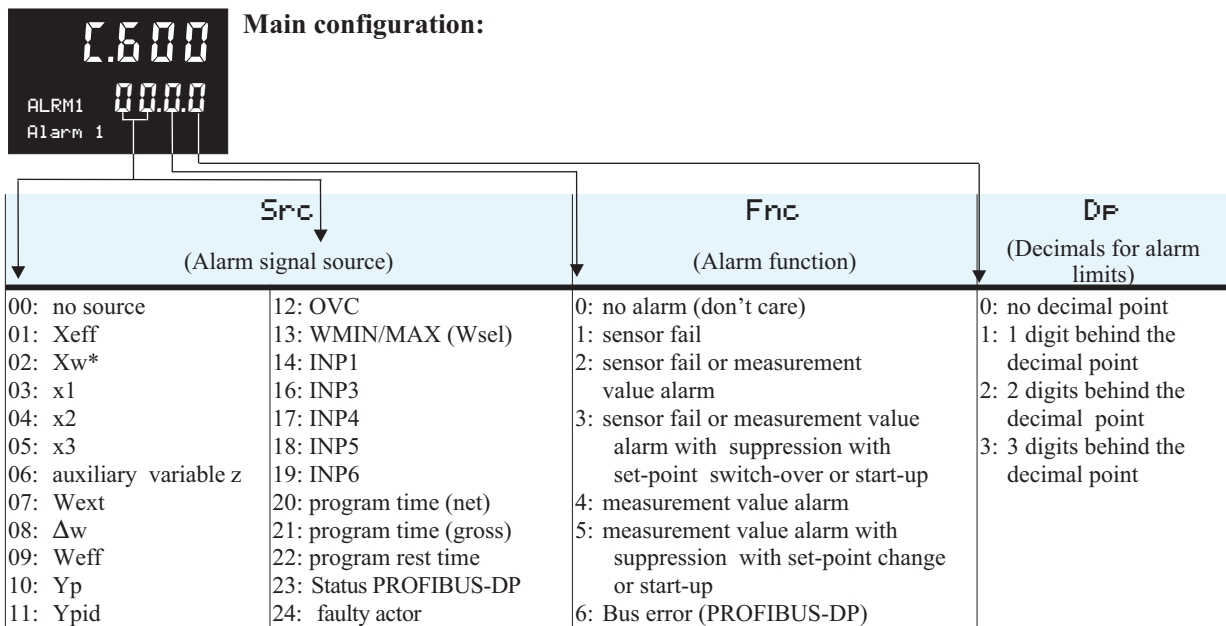 C.600
Main configuration:
ALRM1 00.0.0
Alarm 1
Src
(Alarm signal source)
00: no source
01: Xeff
02: Xw*
03: x1
04: x2
05: x3
06: auxiliary variable z
07: Wext
08: Δw
09: Weff
10: Yp
11: Ypid
12: OVC
13: WMIN/MAX (Wsel)
14: INP1
16: INP3
17: INP4
18: INP5
19: INP6
20: program time (net)
21: program time (gross)
22: program rest time
23: Status PROFIBUS-DP
24: faulty actor
Fnc
(Alarm function)
0: no alarm (don't care)
1: sensor fail
2: sensor fail or measurement
value alarm
3: sensor fail or measurement value
alarm with suppression with
set-point switch-over or start-up
4: measurement value alarm
5: measurement value alarm with
suppression with set-point change
or start-up
6: Bus error (PROFIBUS-DP)
DP
(Decimals for alarm
limits)
0: no decimal point
1: 1 digit behind the
decimal point
2: 2 digits behind the
decimal point
3: 3 digits behind the
decimal point